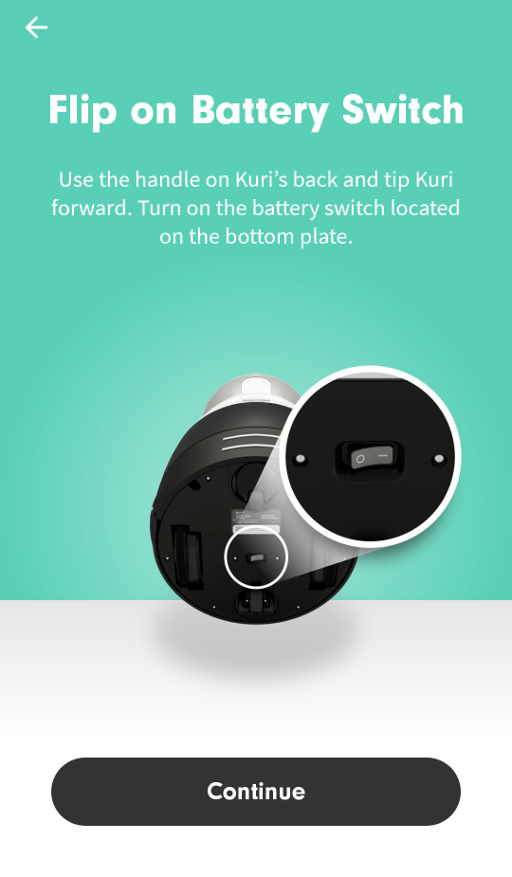 Flip on Battery Switch
Use the handle on Kuri’s back and tip Kuri
forward. Turn on the battery switch located
on the bottom plate.
Continue